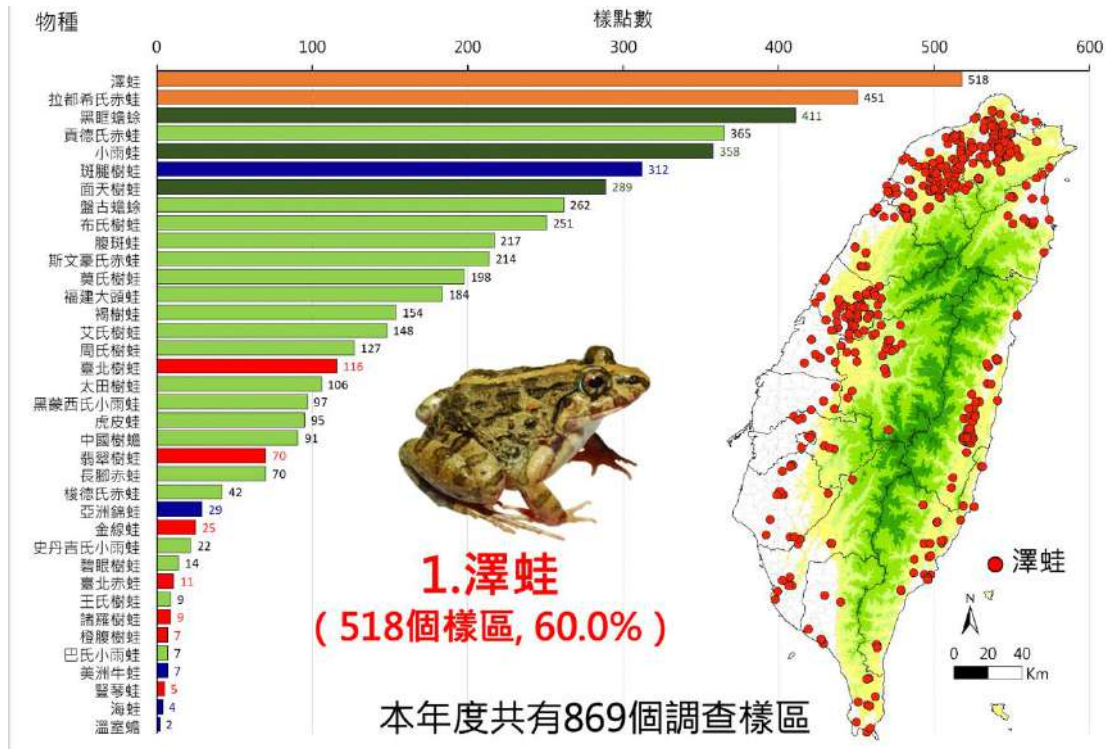 物種
樣點數
0 100 200 300 400 500 600
澤蛙 518
拉都希氏赤蛙 451
黑眶蟾蜍 411
貢德氏赤蛙 365
小雨蛙 358
斑腿樹蛙 312
面天樹蛙 289
盤古蟾蜍 262
布氏樹蛙 251
腹斑蛙 217
斯文豪氏赤蛙 214
莫氏樹蛙 198
福建大頭蛙 184
褐樹蛙 154
艾氏樹蛙 148
周氏樹蛙 127
臺北樹蛙 116
太田樹蛙 106
黑蒙西氏小雨蛙 97
虎皮蛙 95
中國樹蟾 91
翡翠樹蛙 70
長腳赤蛙 70
梭德氏赤蛙 42
亞洲錦蛙 29
金線蛙 25
史丹吉氏小雨蛙 22
碧眼樹蛙 14
臺北赤蛙 11
王氏樹蛙 9
諸羅樹蛙 9
橙腹樹蛙 7
巴氏小雨蛙 7
美洲牛蛙 7
豎琴蛙 5
海蛙 4
溫室蟾 2
1.澤蛙
( 518個樣區, 60.0% )
本年度共有869個調查樣區
澤蛙
N
0 20 40
Km